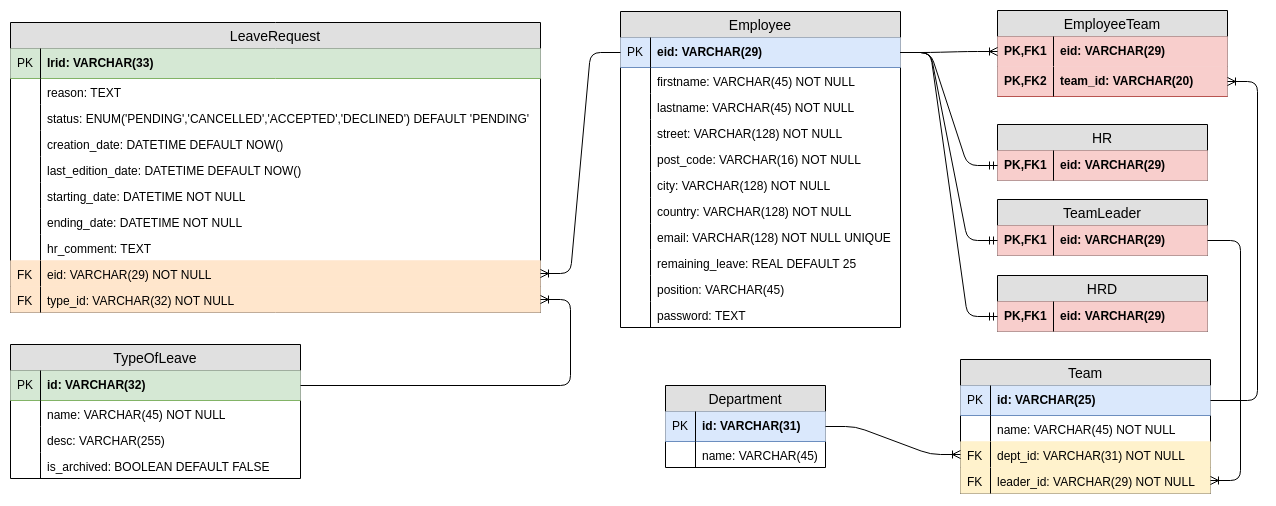 LeaveRequest
PK lrid: VARCHAR(33)
reason: TEXT
status: ENUM('PENDING','CANCELLED','ACCEPTED','DECLINED') DEFAULT 'PENDING'
creation_date: DATETIME DEFAULT NOW()
last_edition_date: DATETIME DEFAULT NOW()
starting_date: DATETIME NOT NULL
ending_date: DATETIME NOT NULL
hr_comment: TEXT
FK eid: VARCHAR(29) NOT NULL
FK type_id: VARCHAR(32) NOT NULL
TypeOfLeave
PK id: VARCHAR(32)
name: VARCHAR(45) NOT NULL
desc: VARCHAR(255)
is_archived: BOOLEAN DEFAULT FALSE
Employee
PK eid: VARCHAR(29)
firstname: VARCHAR(45) NOT NULL
lastname: VARCHAR(45) NOT NULL
street: VARCHAR(128) NOT NULL
post_code: VARCHAR(16) NOT NULL
city: VARCHAR(128) NOT NULL
country: VARCHAR(128) NOT NULL
email: VARCHAR(128) NOT NULL UNIQUE
remaining_leave: REAL DEFAULT 25
position: VARCHAR(45)
password: TEXT
Department
PK id: VARCHAR(31)
name: VARCHAR(45)
EmployeeTeam
PK,FK1 eid: VARCHAR(29)
PK,FK2 team_id: VARCHAR(20)
HR
PK,FK1 eid: VARCHAR(29)
TeamLeader
PK,FK1 eid: VARCHAR(29)
HRD
PK,FK1 eid: VARCHAR(29)
Team
PK id: VARCHAR(25)
name: VARCHAR(45) NOT NULL
FK dept_id: VARCHAR(31) NOT NULL
FK leader_id: VARCHAR(29) NOT NULL